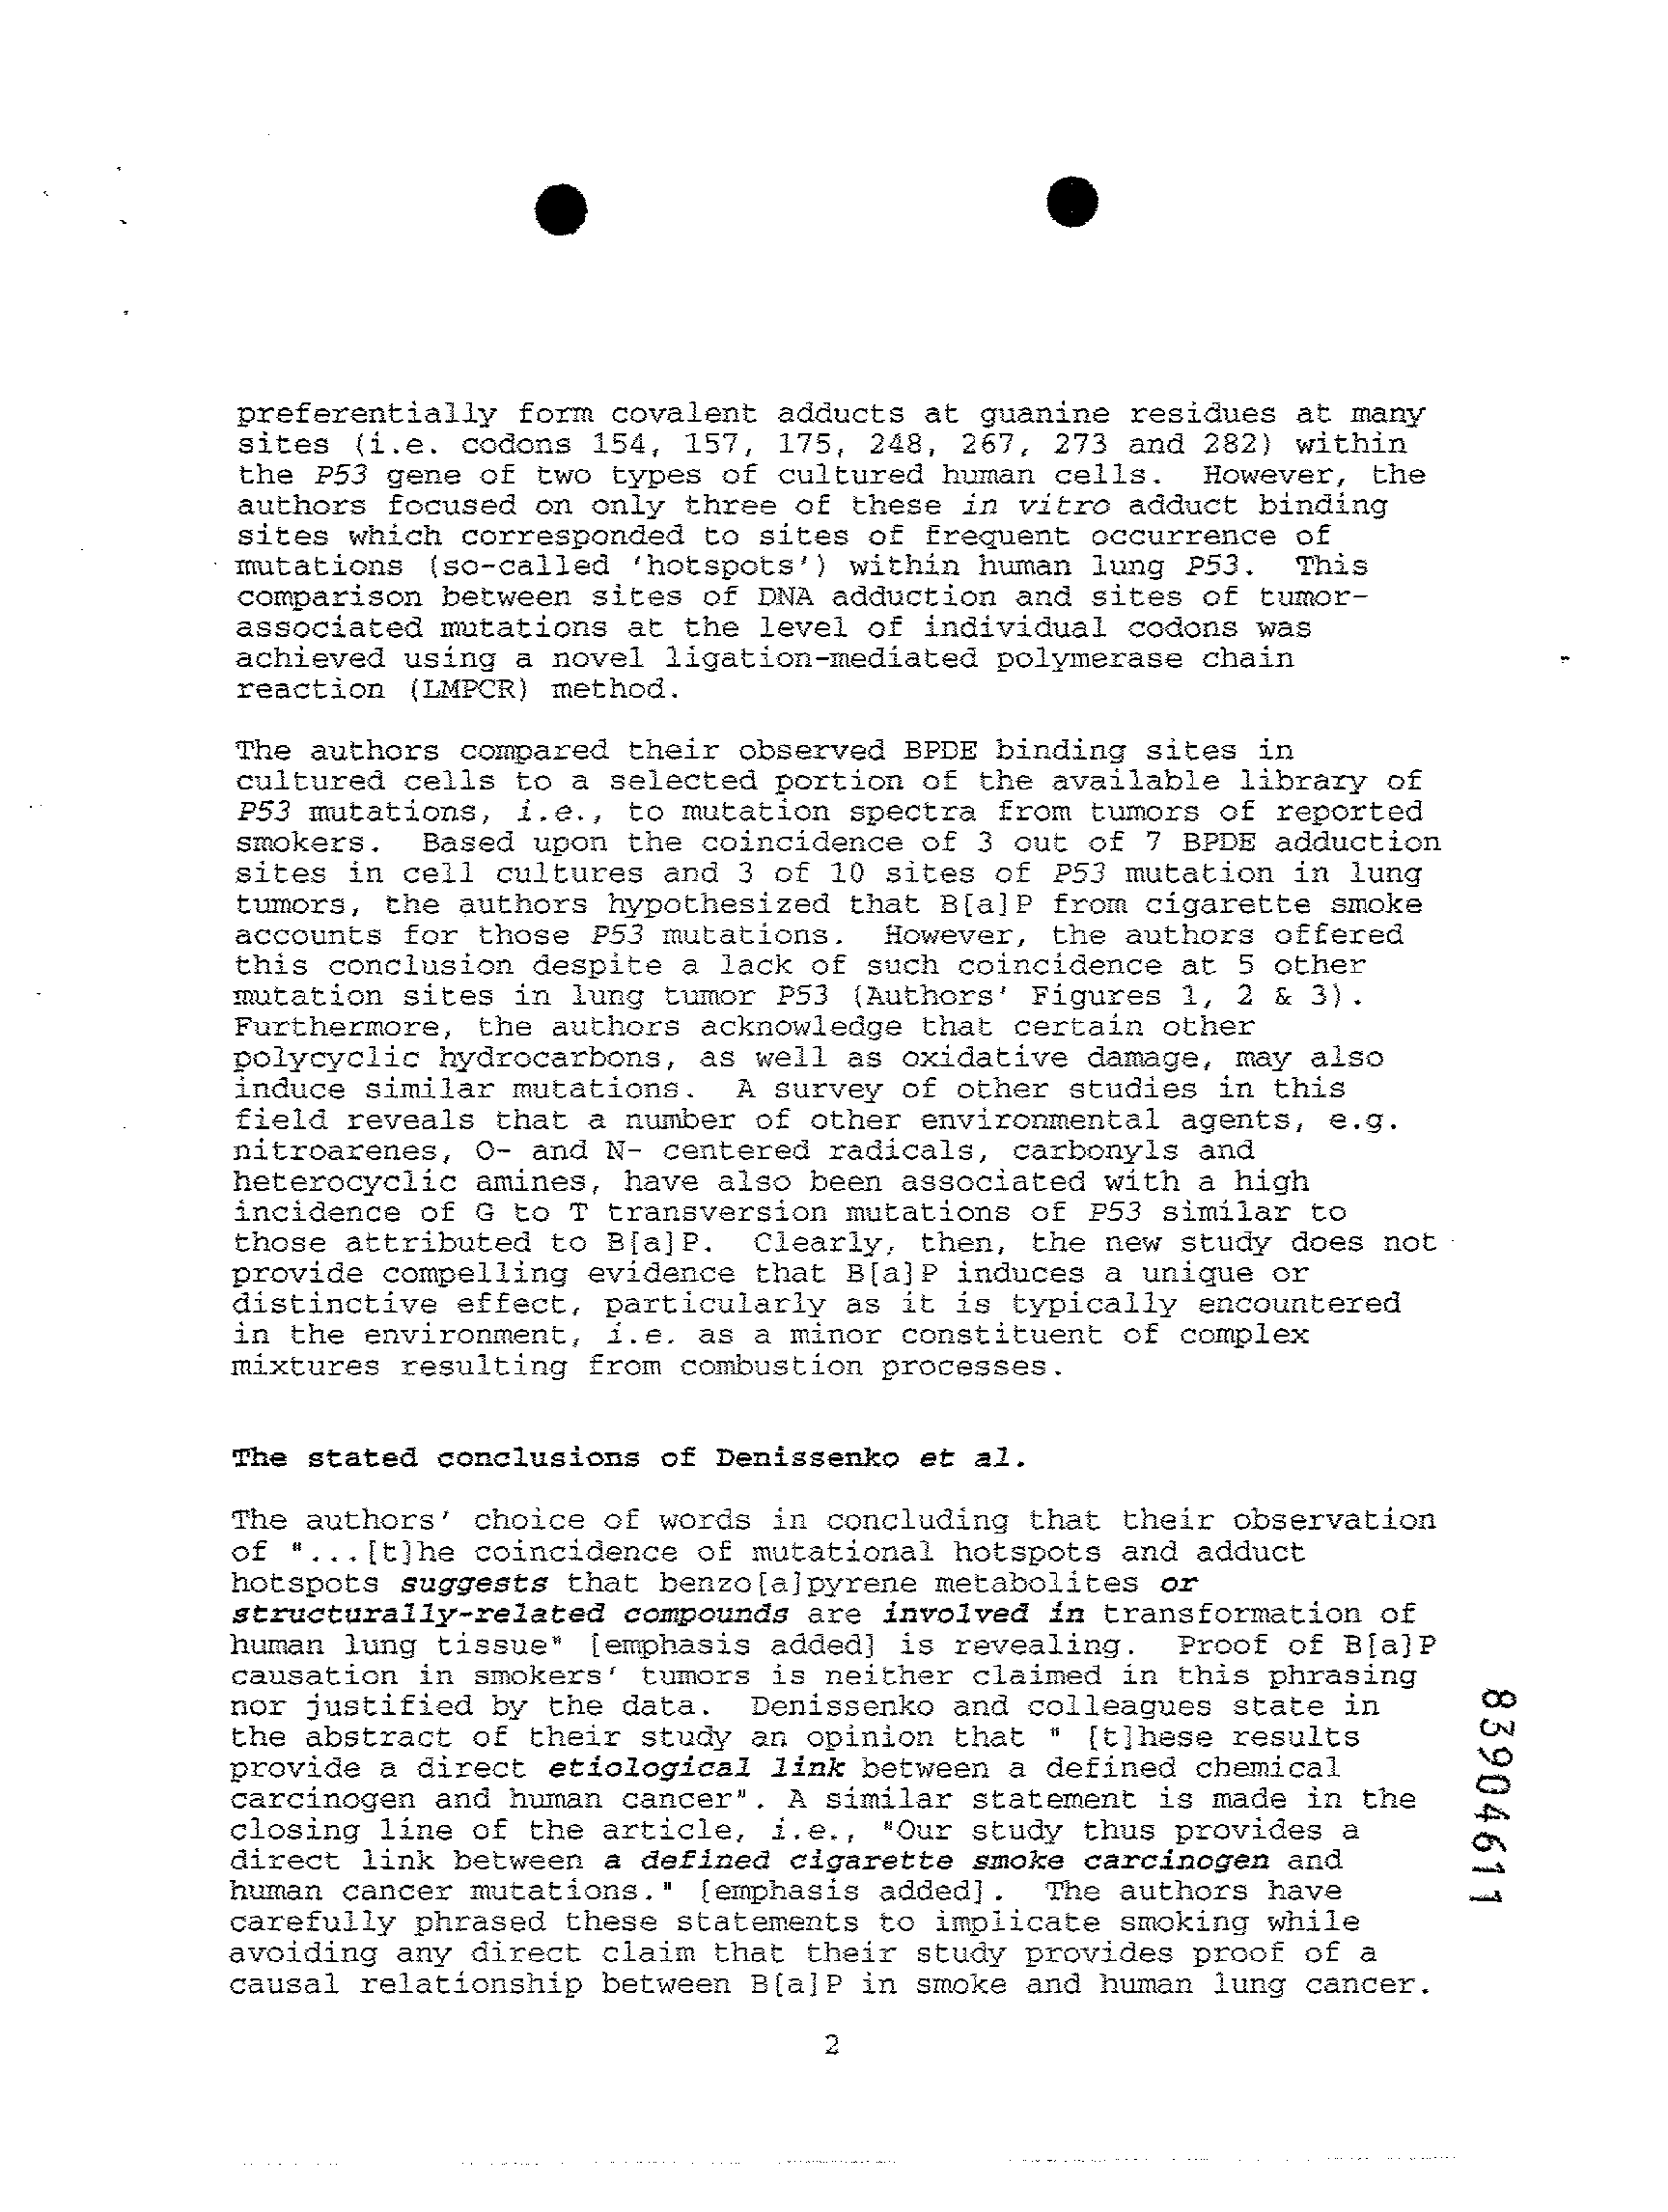 preferentially form covalent adducts at guanine residues at many
sites (i.e. codons 154, 157, 175, 248, 267, 273 and 282) within
the P53 gene of two types of cultured human cells.  However, the
authors focused on only three of these in vitro adduct binding
sites which corresponded to sites of frequent occurrence of
mutations (so-called 'hotspots') within human lung P53.  This
comparison between sites of DNA adduction and sites of tumor-
associated mutations at the level of individual codons was
achieved using a novel ligation-mediated polymerase chain
reaction (LMPCR) method.

The authors compared their observed BPDE binding sites in
cultured cells to a selected portion of the available library of
P53 mutations, i.e., to mutation spectra from tumors of reported
smokers.  Based upon the coincidence of 3 out of 7 BPDE adduction
sites in cell cultures and 3 of 10 sites of P53 mutation in lung
tumors, the authors hypothesized that B[a]P from cigarette smoke
accounts for those P53 mutations.  However, the authors offered
this conclusion despite a lack of such coincidence at 5 other
mutation sites in lung tumor P53 (Authors' Figures 1, 2 & 3).
Furthermore, the authors acknowledge that certain other
polycyclic hydrocarbons, as well as oxidative damage, may also
induce similar mutations.  A survey of other studies in this
field reveals that a number of other environmental agents, e.g.
nitroarenes, O- and N- centered radicals, carbonyls and
heterocyclic amines, have also been associated with a high
incidence of G to T transversion mutations of P53 similar to
those attributed to B[a]P.  Clearly, then, the new study does not
provide compelling evidence that B[a]P induces a unique or
distinctive effect, particularly as it is typically encountered
in the environment, i.e. as a minor constituent of complex
mixtures resulting from combustion processes.

The stated conclusions of Denissenko et al.

The authors' choice of words in concluding that their observation
of "...[t]he coincidence of mutational hotspots and adduct
hotspots suggests that benzo[a]pyrene metabolites or
structurally-related compounds are involved in transformation of
human lung tissue" [emphasis added] is revealing.  Proof of B[a]P
causation in smokers' tumors is neither claimed in this phrasing
nor justified by the data.  Denissenko and colleagues state in
the abstract of their study an opinion that " [t]hese results
provide a direct etiological link between a defined chemical
carcinogen and human cancer". A similar statement is made in the
closing line of the article, i.e., "Our study thus provides a
direct link between a defined cigarette smoke carcinogen and
human cancer mutations." [emphasis added].  The authors have
carefully phrased these statements to implicate smoking while
avoiding any direct claim that their study provides proof of a
causal relationship between B[a]P in smoke and human lung cancer.

2
83904611